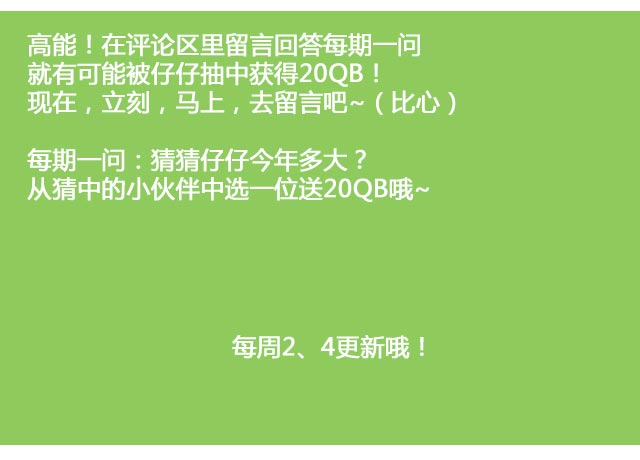 高能！在评论区里留言回答每期一问
就有可能被仔仔抽中获得20QB！
现在，立刻，马上，去留言吧~（比心）
每期一问：猜猜仔仔今年多大？
从猜中的小伙伴中选一位送20QB哦~
每周2、4更新哦！